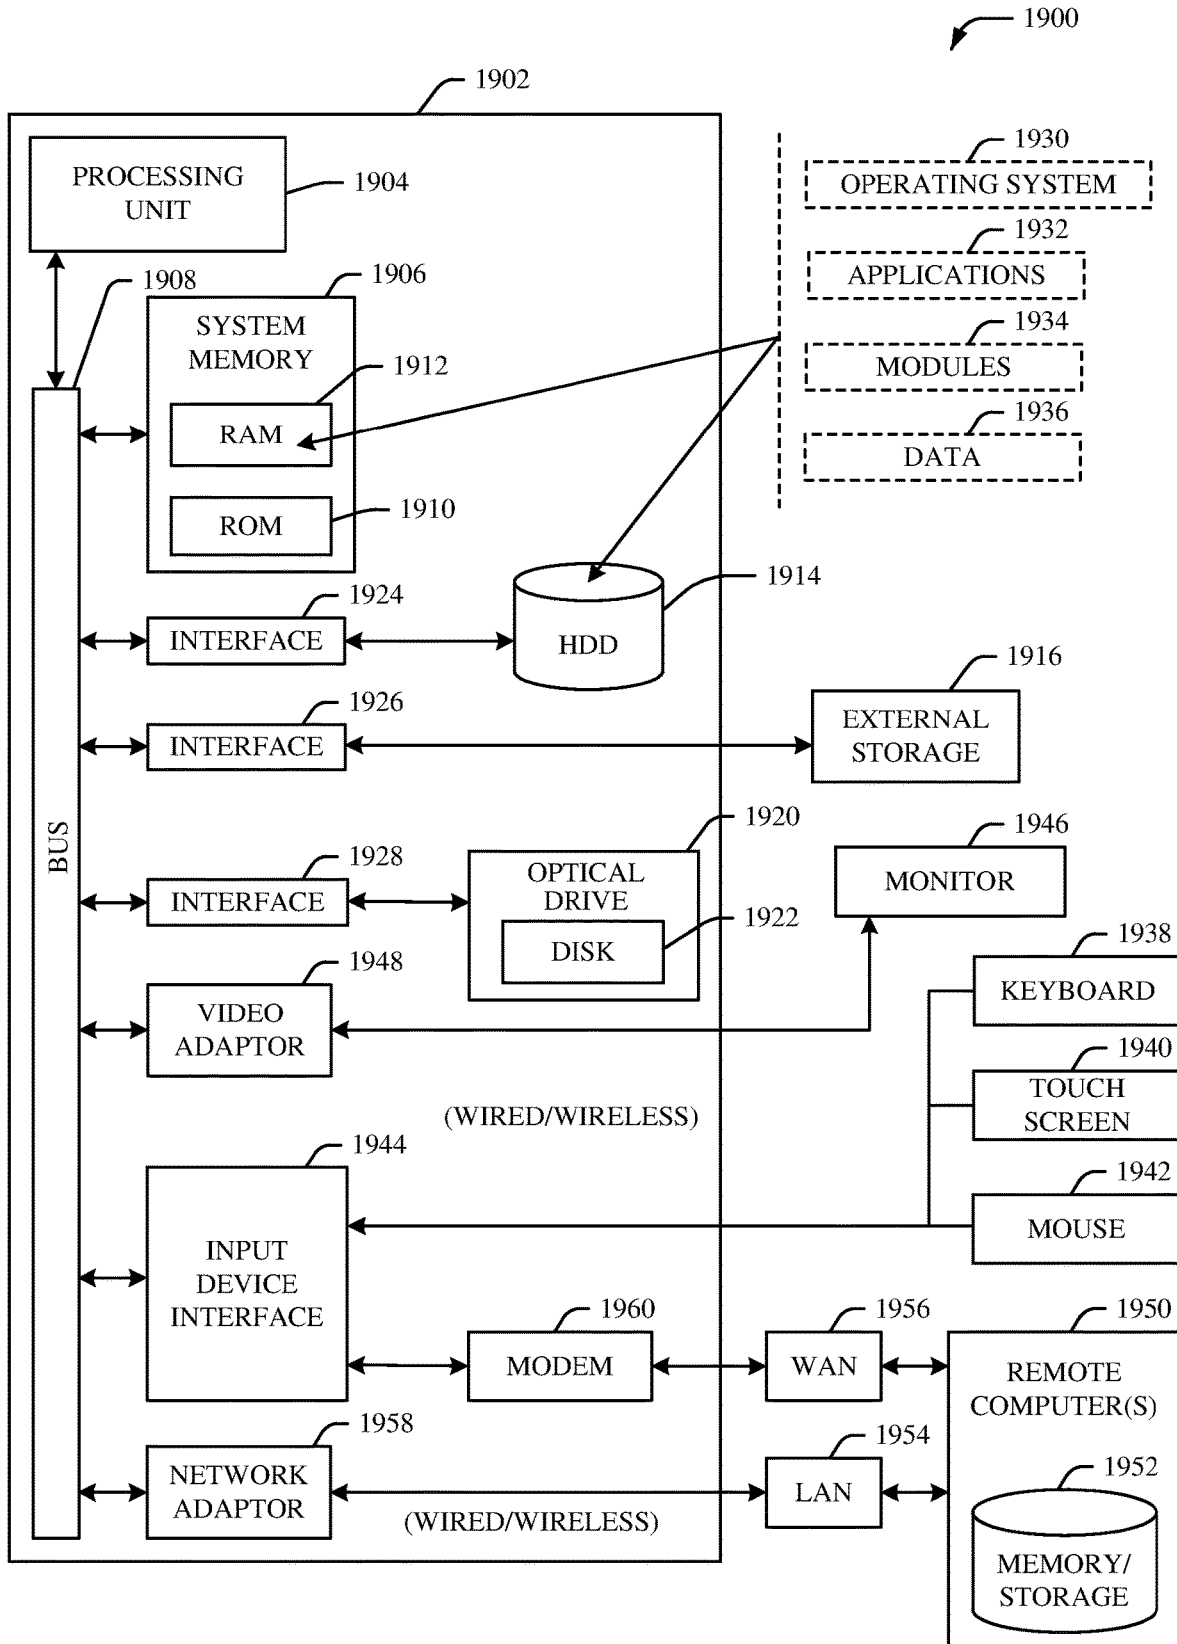 1900
1902
PROCESSING
UNIT
1904
1930
OPERATING SYSTEM
1932
APPLICATIONS
1934
MODULES
1936
DATA
1908
1906
SYSTEM
MEMORY
1912
RAM
1910
ROM
1914
HDD
1924
INTERFACE
1916
EXTERNAL
STORAGE
1926
INTERFACE
BUS
1920
OPTICAL
DRIVE
1922
DISK
1928
INTERFACE
1946
MONITOR
1948
VIDEO
ADAPTOR
1938
KEYBOARD
1940
TOUCH
SCREEN
1942
MOUSE
(WIRED/WIRELESS)
1944
INPUT
DEVICE
INTERFACE
1960
MODEM
1956
WAN
1950
REMOTE
COMPUTER(S)
1958
NETWORK
ADAPTOR
(WIRED/WIRELESS)
1954
LAN
1952
MEMORY/
STORAGE